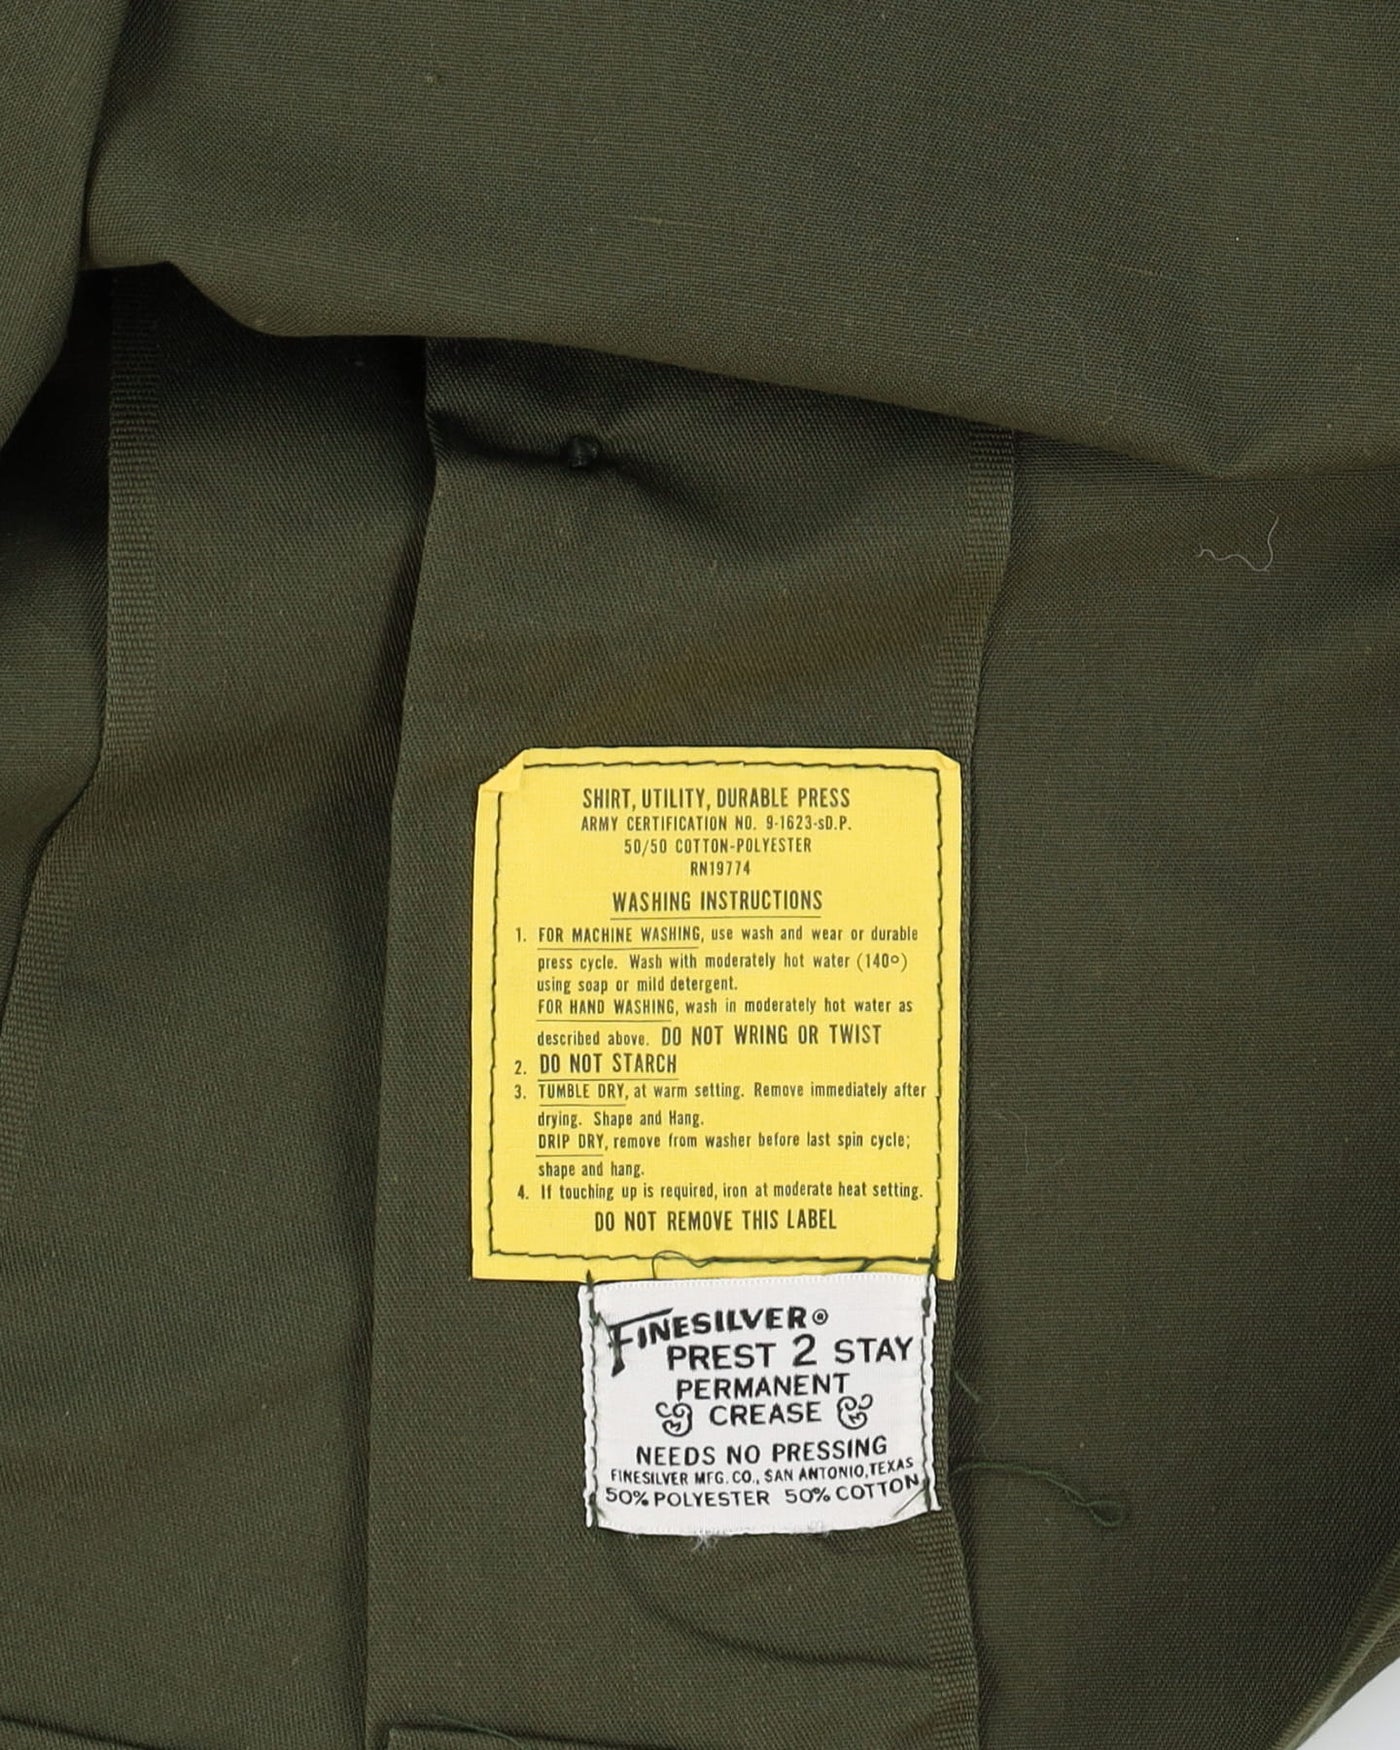 SHIRT, UTILITY, DURABLE PRESS
ARMY CERTIFICATION NO. 9-1623-sD.P.
50/50 COTTON-POLYESTER
RN19774
WASHING INSTRUCTIONS
1. FOR MACHINE WASHING, use wash and wear or durable
press cycle. Wash with moderately hot water (140º)
using soap or mild detergent.
FOR HAND WASHING, wash in moderately hot water as
described above. DO NOT WRING OR TWIST
2. DO NOT STARCH
3. TUMBLE DRY, at warm setting. Remove immediately after
drying. Shape and Hang.
DRIP DRY, remove from washer before last spin cycle;
shape and hang.
4. If touching up is required, iron at moderate heat setting.
DO NOT REMOVE THIS LABEL
FINESILVER®
PREST 2 STAY
PERMANENT
CREASE
NEEDS NO PRESSING
FINESILVER MFG. CO., SAN ANTONIO, TEXAS
50% POLYESTER 50% COTTON